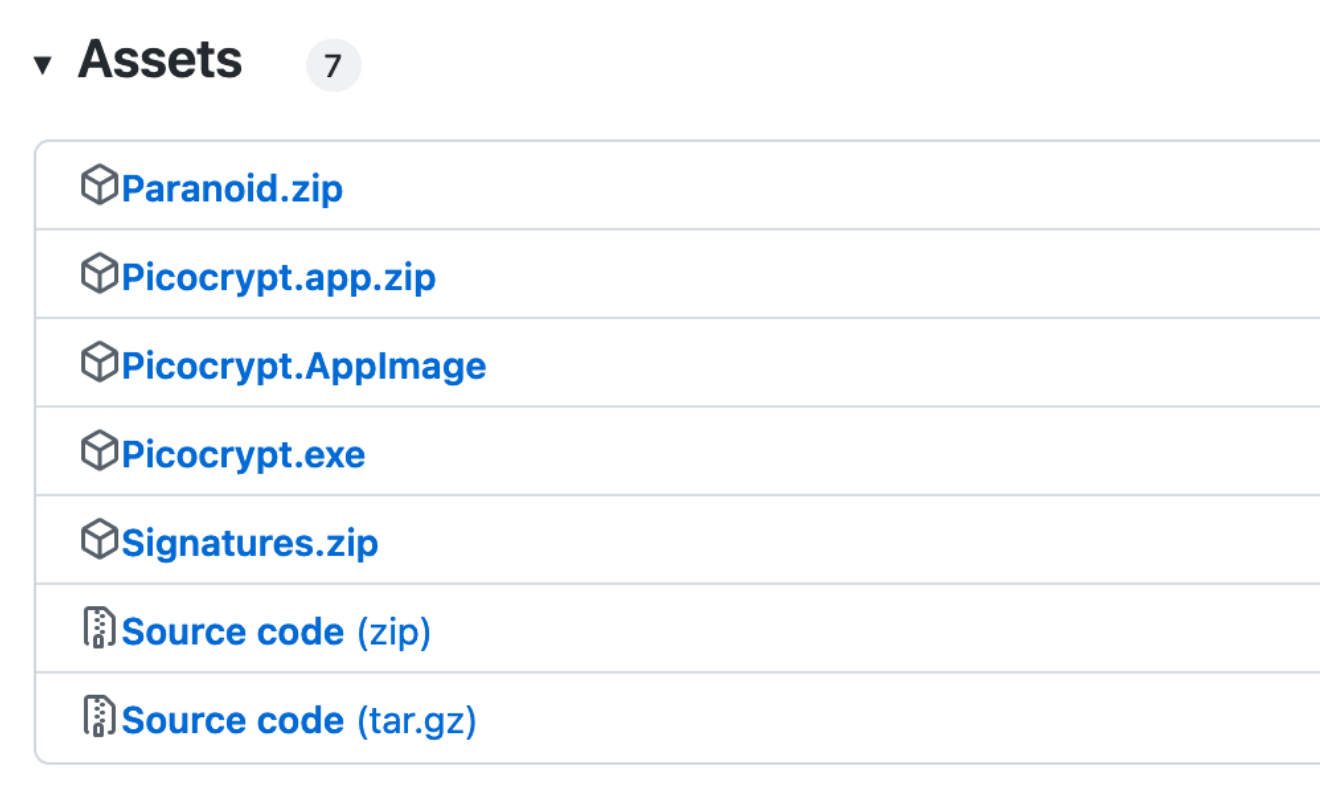 Assets 7
Paranoid.zip
Picocrypt.app.zip
Picocrypt.AppImage
Picocrypt.exe
Signatures.zip
Source code (zip)
Source code (tar.gz)